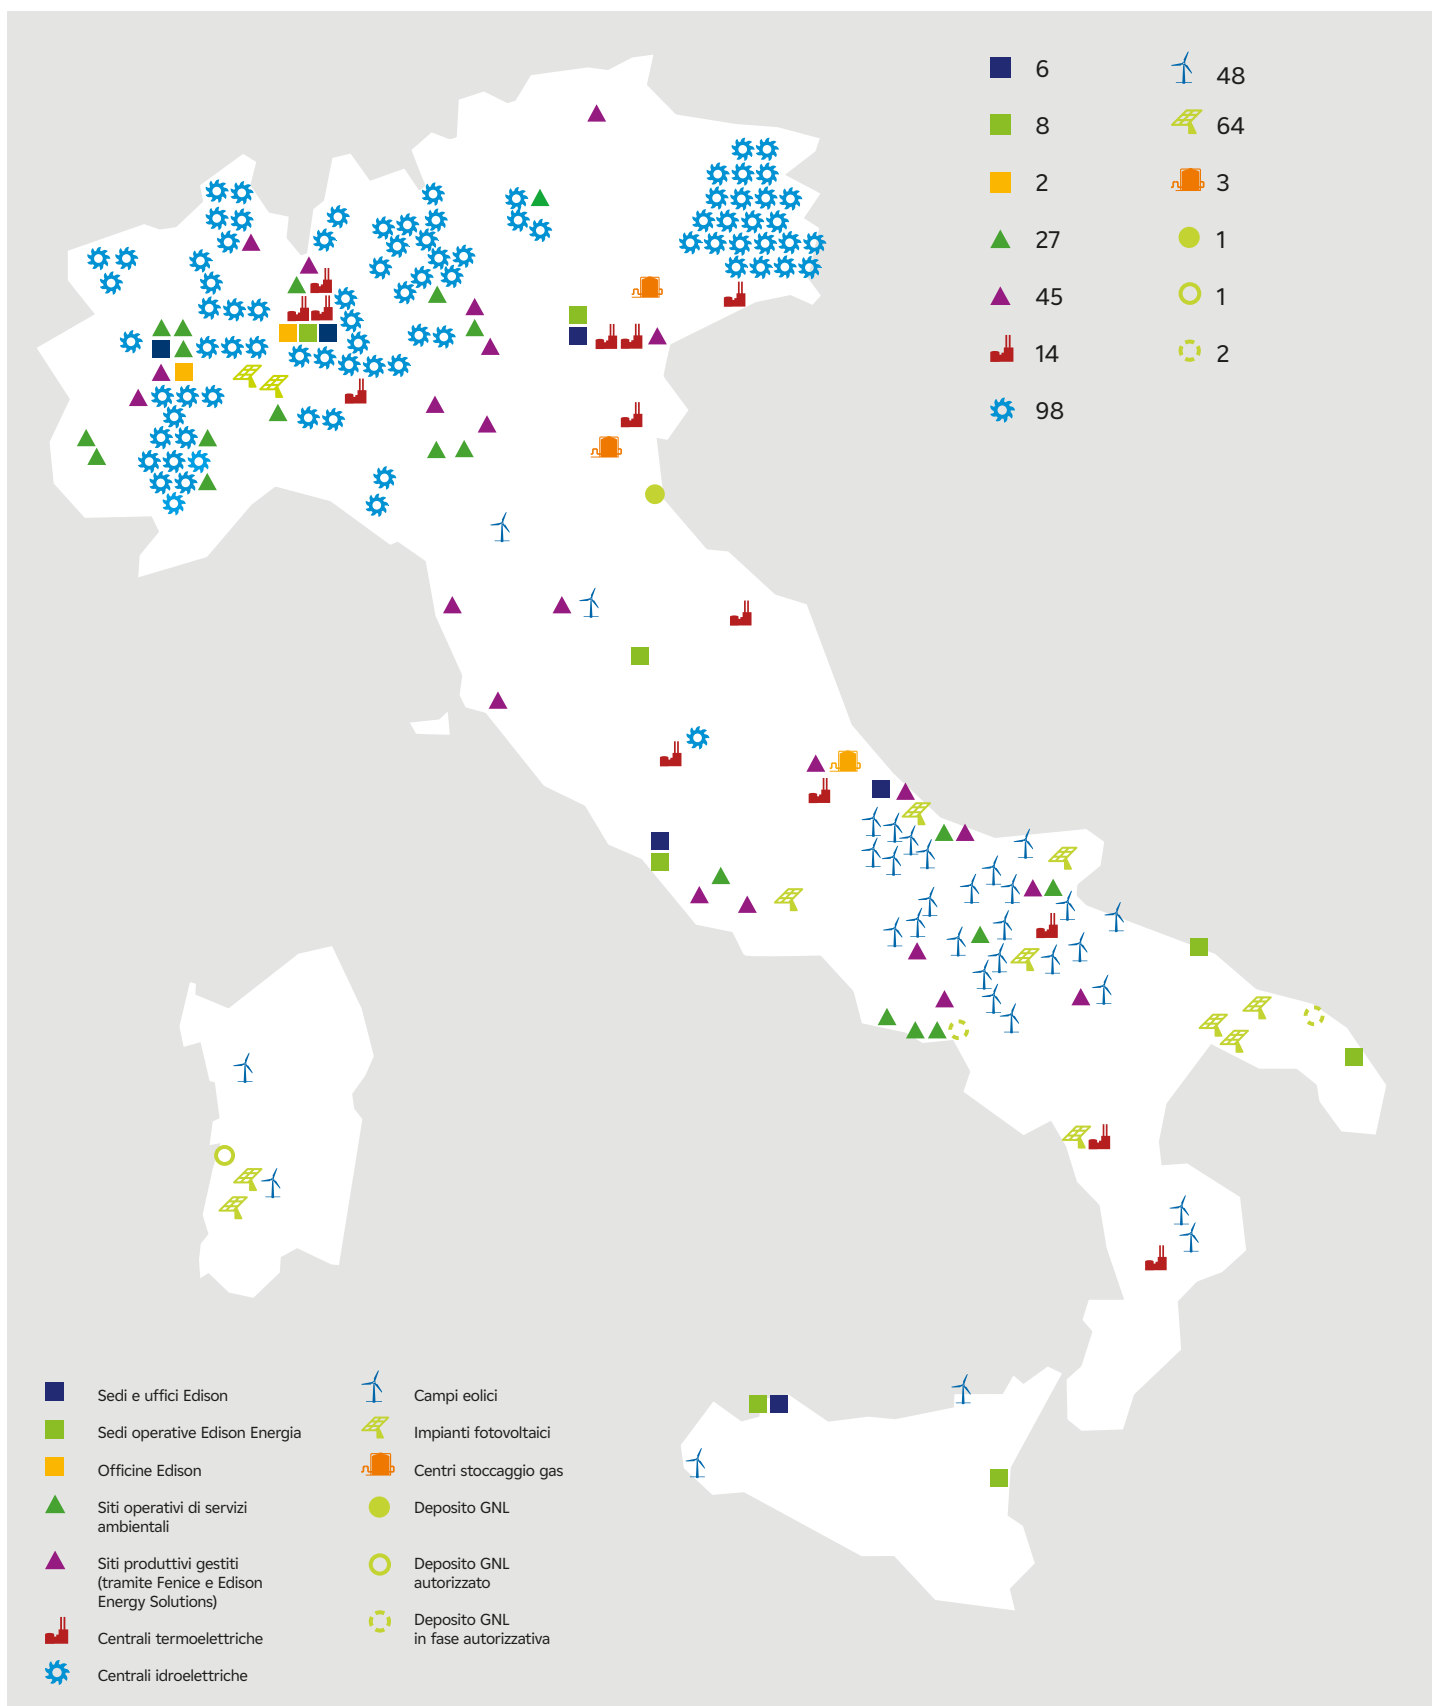 6
8
2
27
45
14
98
48
64
3
1
1
2
Sedi e uffici Edison
Sedi operative Edison Energia
Officine Edison
Siti operativi di servizi
ambientali
Siti produttivi gestiti
(tramite Fenice e Edison
Energy Solutions)
Centrali termoelettriche
Centrali idroelettriche
Campi eolici
Impianti fotovoltaici
Centri stoccaggio gas
Deposito GNL
Deposito GNL
autorizzato
Deposito GNL
in fase autorizzativa